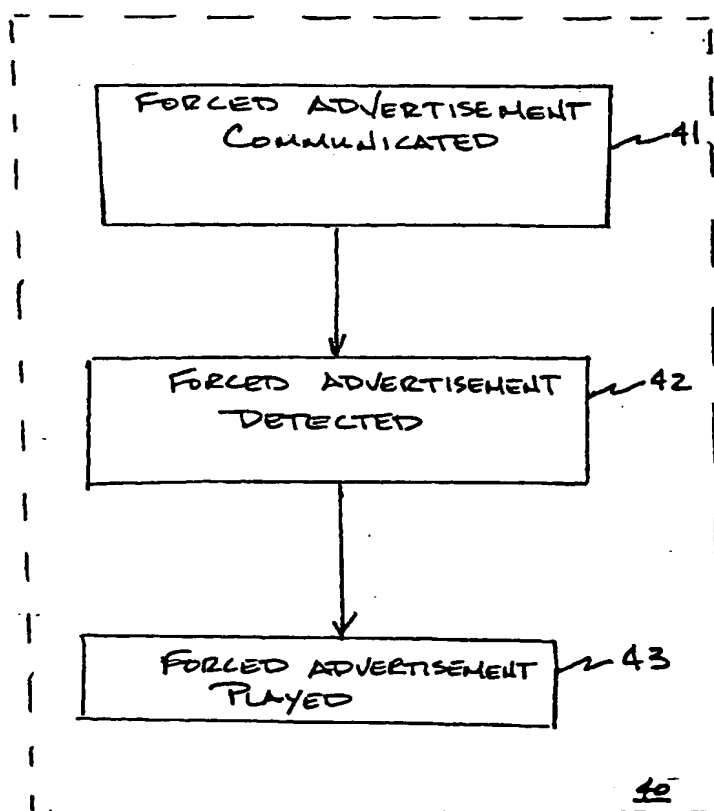 FORCED ADVERTISEMENT
COMMUNICATED
41
FORCED ADVERTISEMENT
DETECTED
42
FORCED ADVERTISEMENT
PLAYED
43
40